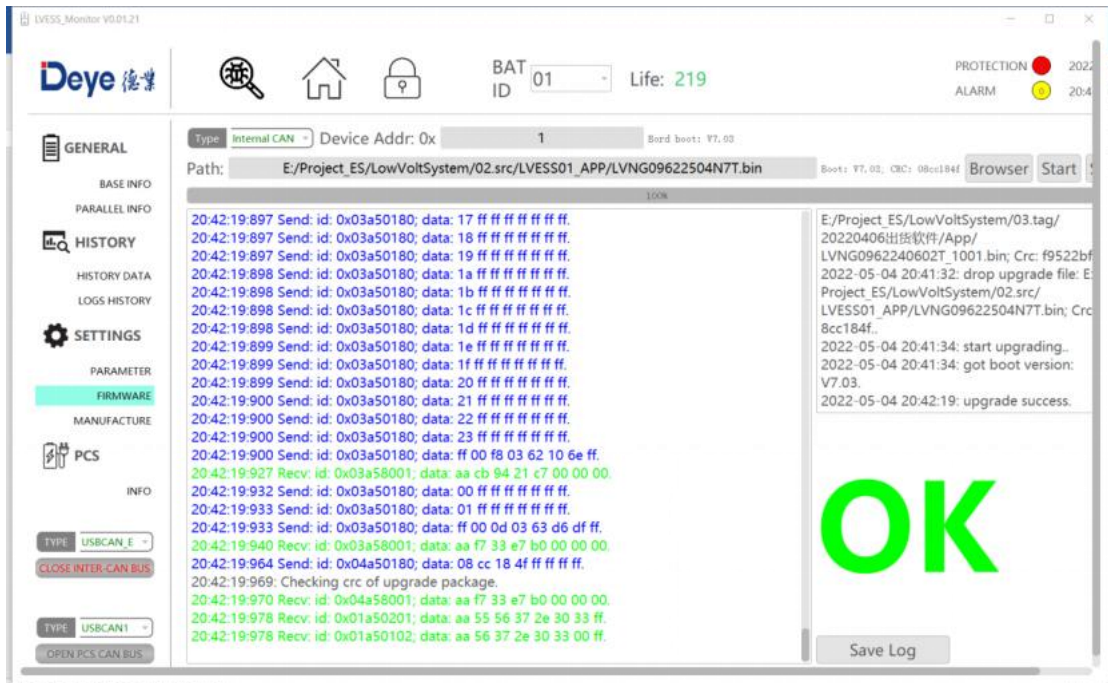 LVESS_Monitor V0.01.21
Deye 德业
BAT ID 01 Life: 219
PROTECTION 2022
ALARM 0 20:4
GENERAL
BASE INFO
PARALLEL INFO
HISTORY
HISTORY DATA
LOGS HISTORY
SETTINGS
PARAMETER
FIRMWARE
MANUFACTURE
PCS
INFO
TYPE USBCAN_E
CLOSE INTER-CAN BUS
TYPE USBCAN1
OPEN PCS CAN BUS
Type Internal CAN Device Addr: 0x 1 Bord boot: V7.03
Path: E:/Project_ES/LowVoltSystem/02.src/LVESS01_APP/LVNG09622504N7T.bin Boot: V7.03, CRC: 08cc184f Browser Start S
100%
20:42:19:897 Send: id: 0x03a50180; data: 17 ff ff ff ff ff ff ff.
20:42:19:897 Send: id: 0x03a50180; data: 18 ff ff ff ff ff ff ff.
20:42:19:897 Send: id: 0x03a50180; data: 19 ff ff ff ff ff ff ff.
20:42:19:898 Send: id: 0x03a50180; data: 1a ff ff ff ff ff ff ff.
20:42:19:898 Send: id: 0x03a50180; data: 1b ff ff ff ff ff ff ff.
20:42:19:898 Send: id: 0x03a50180; data: 1c ff ff ff ff ff ff ff.
20:42:19:898 Send: id: 0x03a50180; data: 1d ff ff ff ff ff ff ff.
20:42:19:899 Send: id: 0x03a50180; data: 1e ff ff ff ff ff ff ff.
20:42:19:899 Send: id: 0x03a50180; data: 1f ff ff ff ff ff ff ff.
20:42:19:899 Send: id: 0x03a50180; data: 20 ff ff ff ff ff ff ff.
20:42:19:900 Send: id: 0x03a50180; data: 21 ff ff ff ff ff ff ff.
20:42:19:900 Send: id: 0x03a50180; data: 22 ff ff ff ff ff ff ff.
20:42:19:900 Send: id: 0x03a50180; data: 23 ff ff ff ff ff ff ff.
20:42:19:900 Send: id: 0x03a50180; data: ff 00 f8 03 62 10 6e ff.
20:42:19:927 Recv: id: 0x03a58001; data: aa cb 94 21 c7 00 00 00.
20:42:19:932 Send: id: 0x03a50180; data: 00 ff ff ff ff ff ff ff.
20:42:19:933 Send: id: 0x03a50180; data: 01 ff ff ff ff ff ff ff.
20:42:19:933 Send: id: 0x03a50180; data: ff 00 0d 03 63 d6 df ff.
20:42:19:940 Recv: id: 0x03a58001; data: aa f7 33 e7 b0 00 00 00.
20:42:19:964 Send: id: 0x04a50180; data: 08 cc 18 4f ff ff ff ff.
20:42:19:969: Checking crc of upgrade package.
20:42:19:970 Recv: id: 0x04a58001; data: aa f7 33 e7 b0 00 00 00.
20:42:19:978 Recv: id: 0x01a50201; data: aa 55 56 37 2e 30 33 ff.
20:42:19:978 Recv: id: 0x01a50102; data: aa 56 37 2e 30 33 00 ff.
E:/Project_ES/LowVoltSystem/03.tag/
20220406出货软件/App/
LVNG0962240602T_1001.bin; Crc: f9522bf
2022-05-04 20:41:32: drop upgrade file: E:
Project_ES/LowVoltSystem/02.src/
LVESS01_APP/LVNG09622504N7T.bin; Crc
8cc184f..
2022-05-04 20:41:34: start upgrading..
2022-05-04 20:41:34: got boot version:
V7.03.
2022-05-04 20:42:19: upgrade success.
OK
Save Log